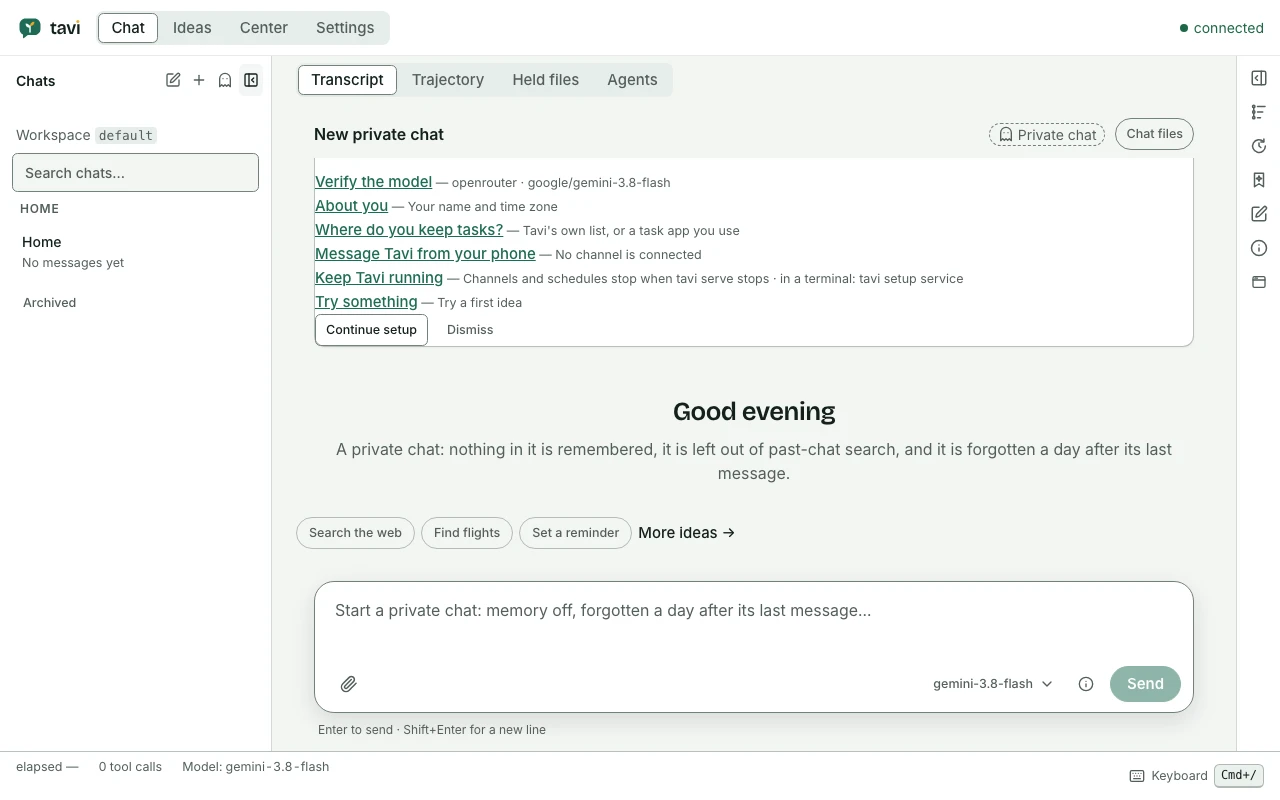 tavi
Chat Ideas Center Settings
connected
Chats
Workspace default
Search chats...
HOME
Home
No messages yet
Archived
Transcript Trajectory Held files Agents
New private chat
Private chat
Chat files
Verify the model — openrouter · google/gemini-3.8-flash
About you — Your name and time zone
Where do you keep tasks? — Tavi's own list, or a task app you use
Message Tavi from your phone — No channel is connected
Keep Tavi running — Channels and schedules stop when tavi serve stops · in a terminal: tavi setup service
Try something — Try a first idea
Continue setup Dismiss
Good evening
A private chat: nothing in it is remembered, it is left out of past-chat search, and it is forgotten a day after its last
message.
Search the web Find flights Set a reminder More ideas →
Start a private chat: memory off, forgotten a day after its last message...
gemini-3.8-flash
Send
Enter to send · Shift+Enter for a new line
elapsed — 0 tool calls Model: gemini-3.8-flash
Keyboard Cmd+/